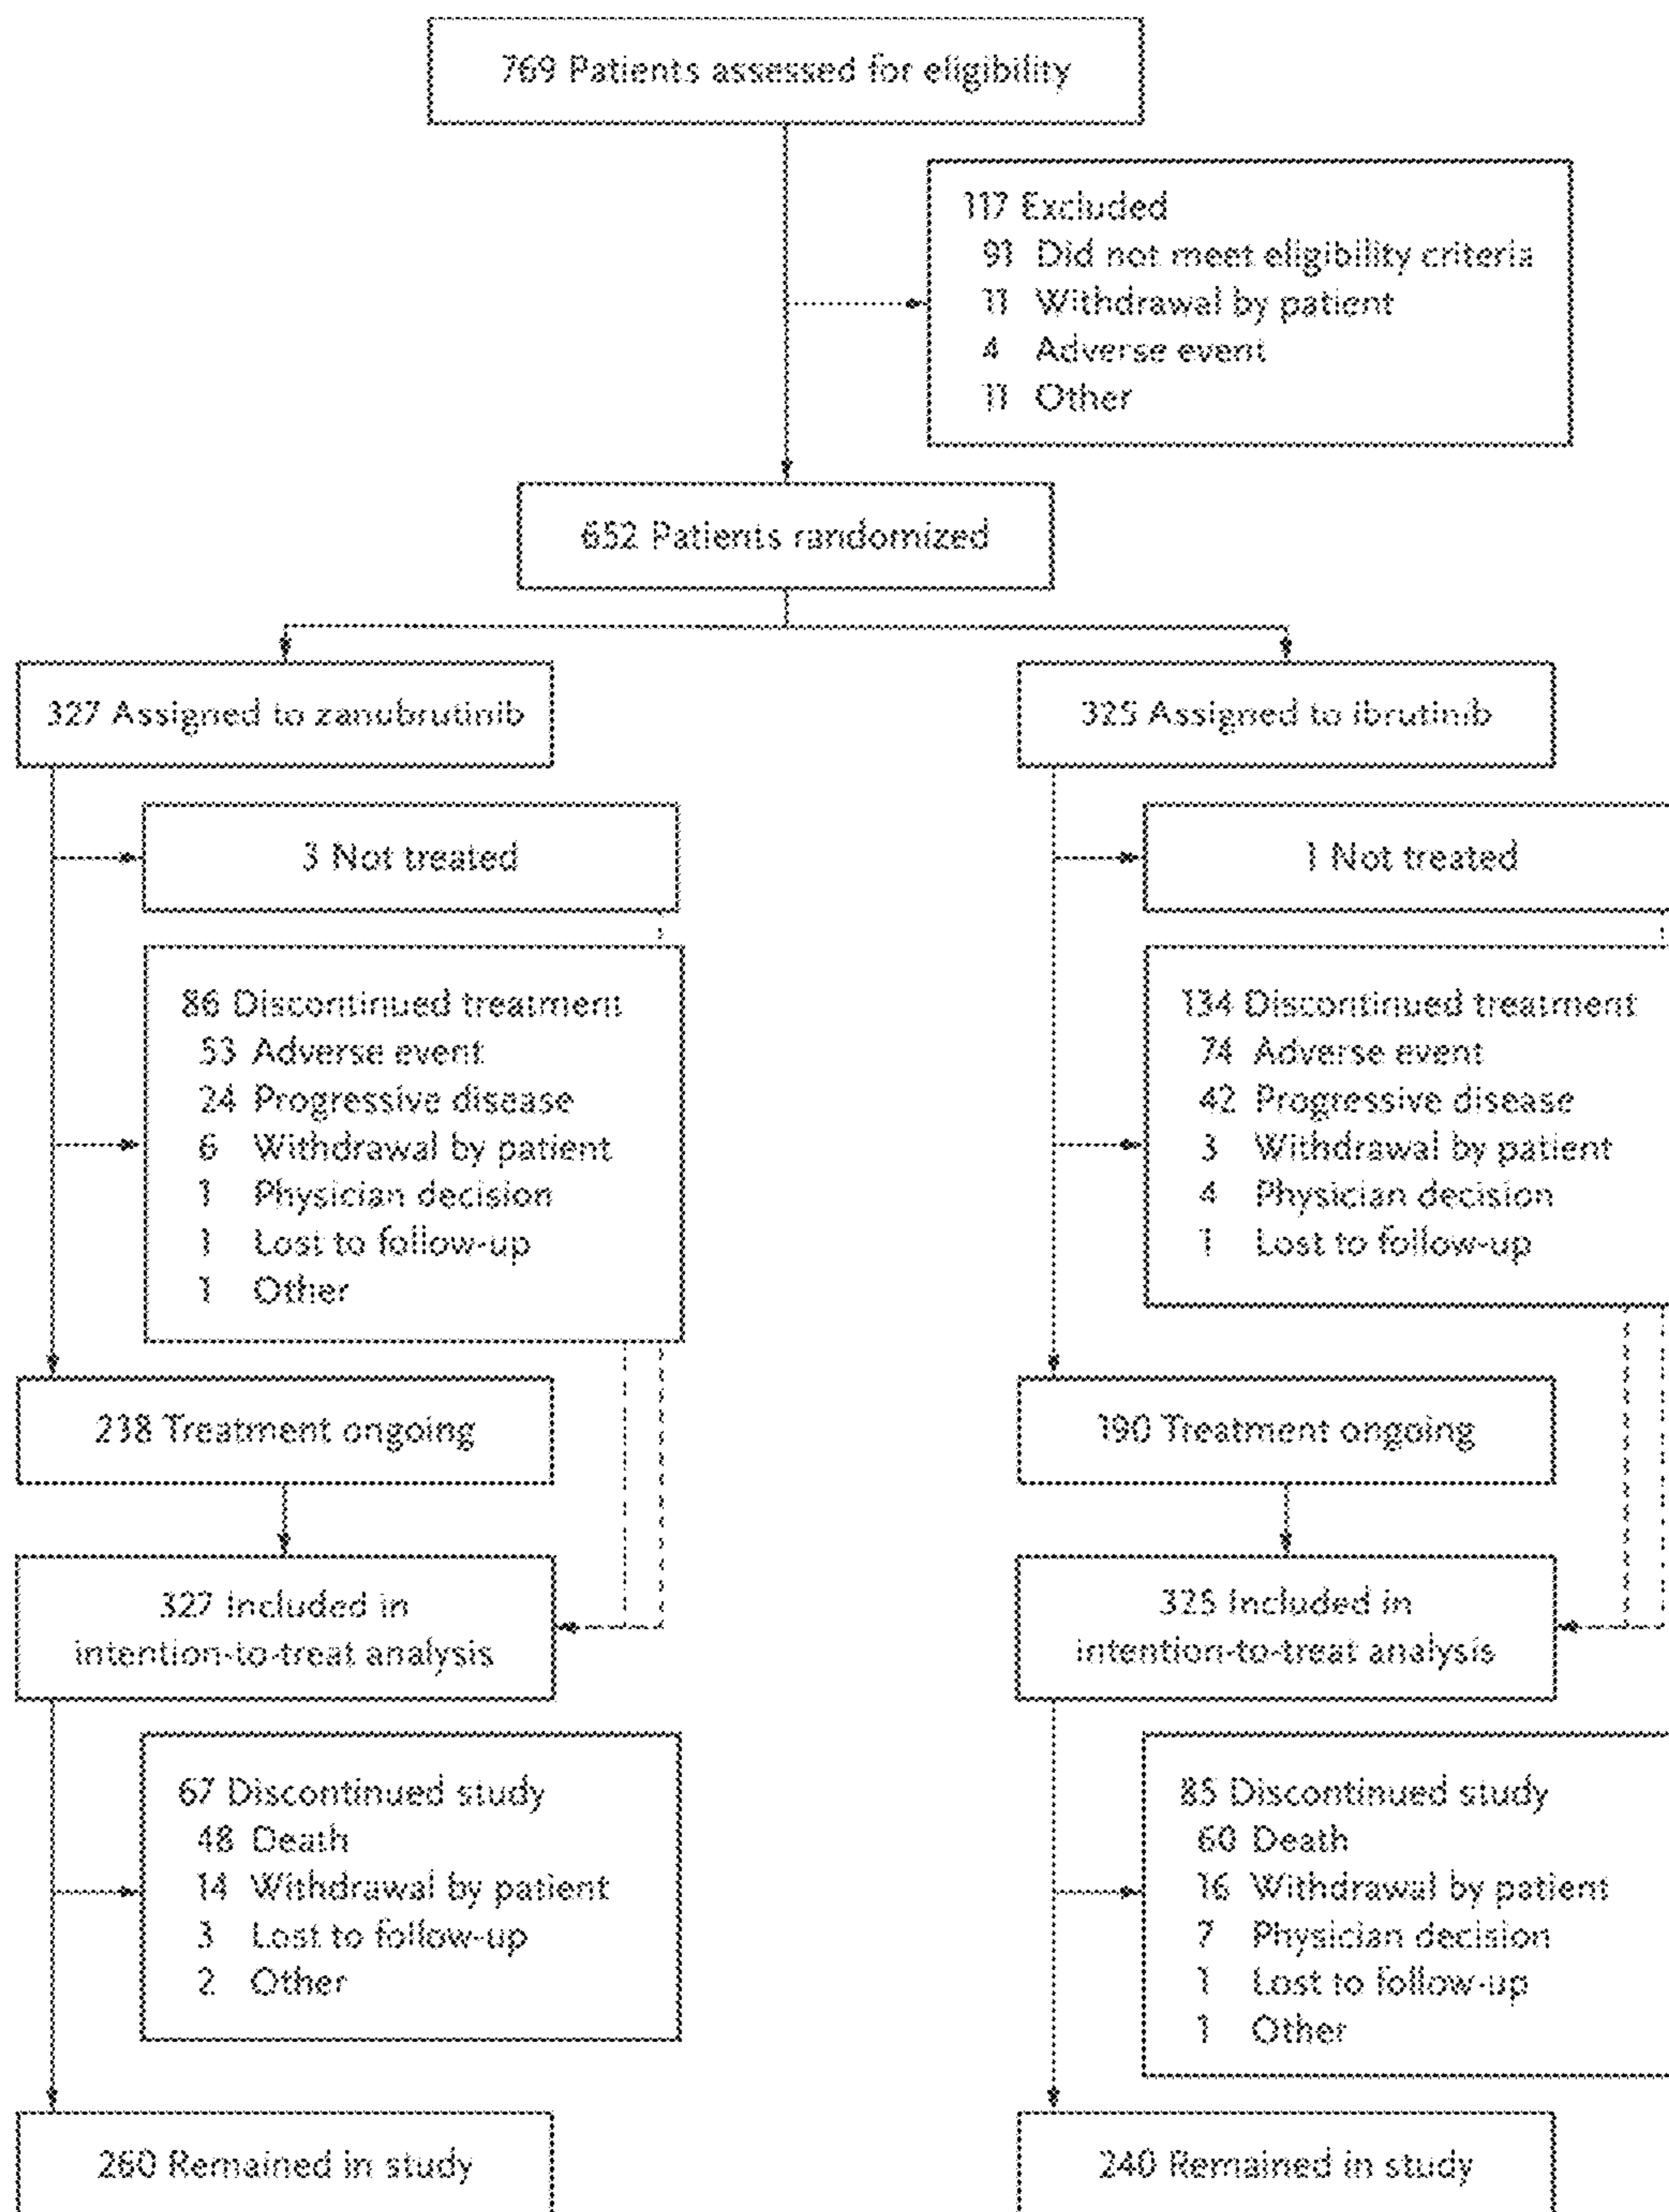 769 Patients assessed for eligibility
117 Excluded
91 Did not meet eligibility criteria
11 Withdrawal by patient
4 Adverse event
11 Other
652 Patients randomized
327 Assigned to zanubrutinib
3 Not treated
86 Discontinued treatment
53 Adverse event
24 Progressive disease
6 Withdrawal by patient
1 Physician decision
1 Lost to follow-up
1 Other
238 Treatment ongoing
327 Included in
intention-to-treat analysis
67 Discontinued study
48 Death
14 Withdrawal by patient
3 Lost to follow-up
2 Other
260 Remained in study
325 Assigned to ibrutinib
1 Not treated
134 Discontinued treatment
74 Adverse event
42 Progressive disease
3 Withdrawal by patient
4 Physician decision
1 Lost to follow-up
190 Treatment ongoing
325 Included in
intention-to-treat analysis
85 Discontinued study
60 Death
16 Withdrawal by patient
7 Physician decision
1 Lost to follow-up
1 Other
240 Remained in study